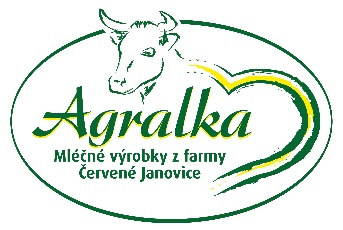 Agralka
Mléčné výrobky z farmy
Červené Janovice